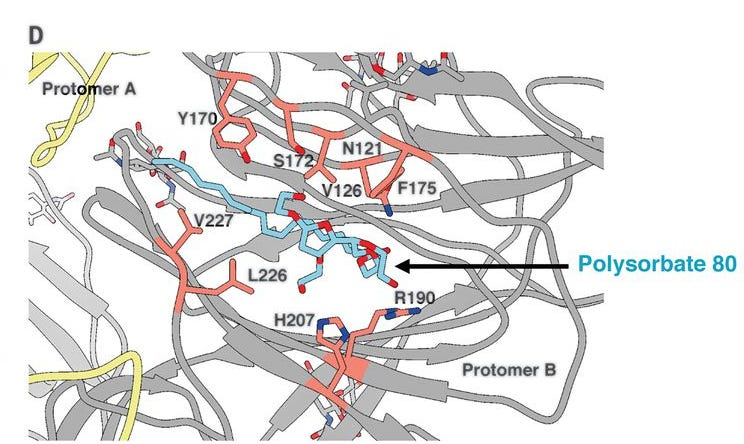 D
Protomer A
Y170
S172
N121
V126
F175
V227
L226
R190
H207
Polysorbate 80
Protomer B